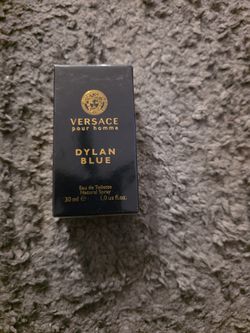 VERSACE
pour homme
DYLAN
BLUE
Eau de Toilette
Natural Spray
30 ml ℮ 1.0 us fl.oz.